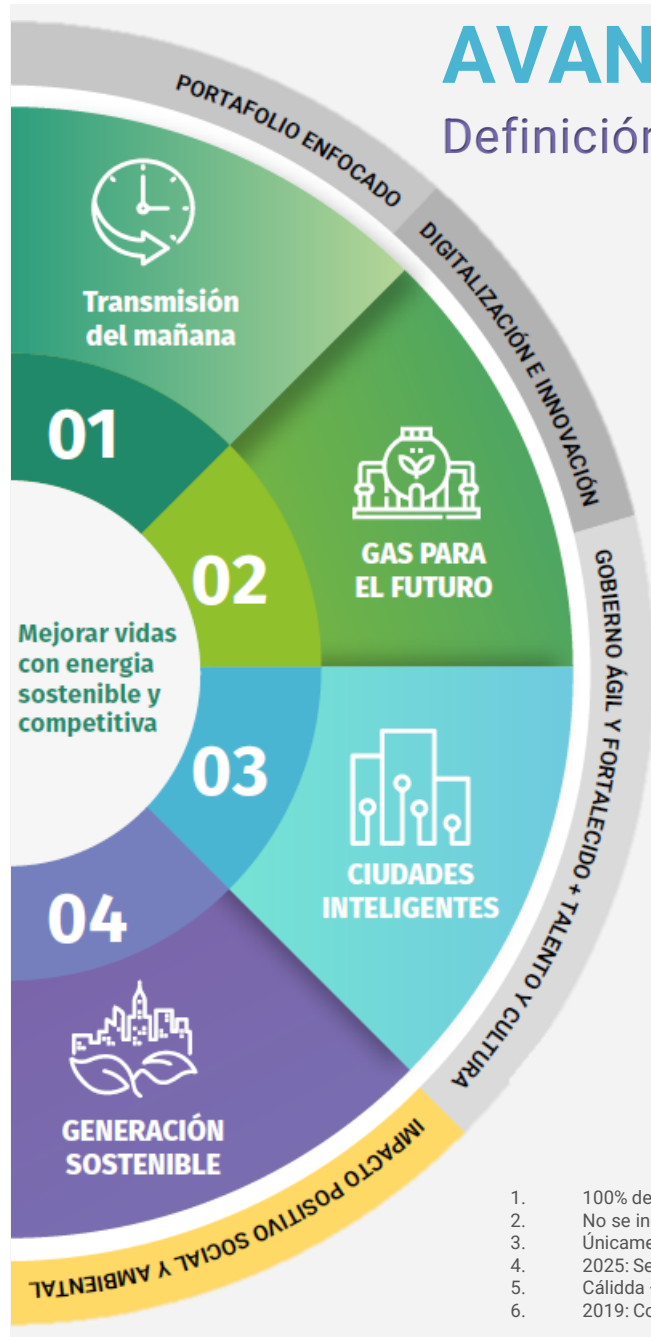 AVAN
Definición
PORTAFOLIO ENFOCADO
DIGITALIZACIÓN E INNOVACIÓN
GOBIERNO ÁGIL Y FORTALECIDO + TALENTO Y CULTURA
IMPACTO POSITIVO SOCIAL Y AMBIENTAL
Transmisión
del mañana
01
GAS PARA
EL FUTURO
02
Mejorar vidas
con energia
sostenible y
competitiva
03
CIUDADES
INTELIGENTES
04
GENERACIÓN
SOSTENIBLE
1. 100% de
2. No se in
3. Únicame
4. 2025: Se
5. Cálidda
6. 2019: Co